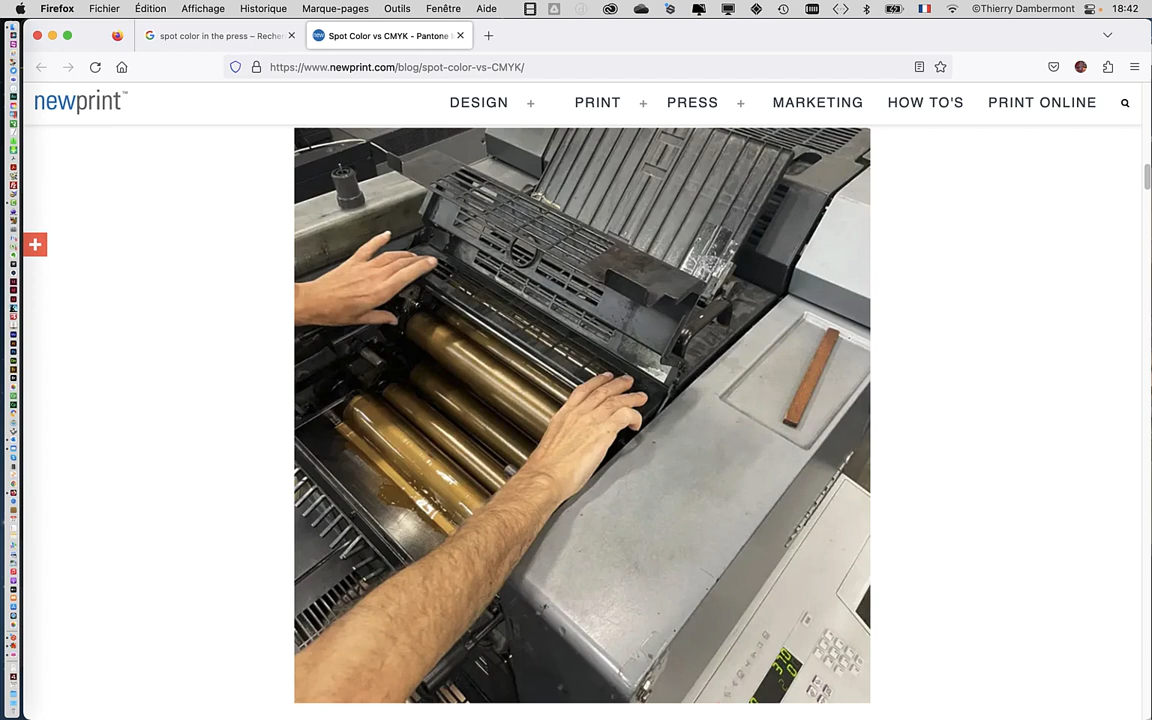 Firefox Fichier Édition Affichage Historique Marque-pages Outils Fenêtre Aide ©Thierry Dambermont 18:42
spot color in the press – Recher
Spot Color vs CMYK - Pantone
https://www.newprint.com/blog/spot-color-vs-CMYK/
newprint™ DESIGN + PRINT + PRESS + MARKETING HOW TO'S PRINT ONLINE